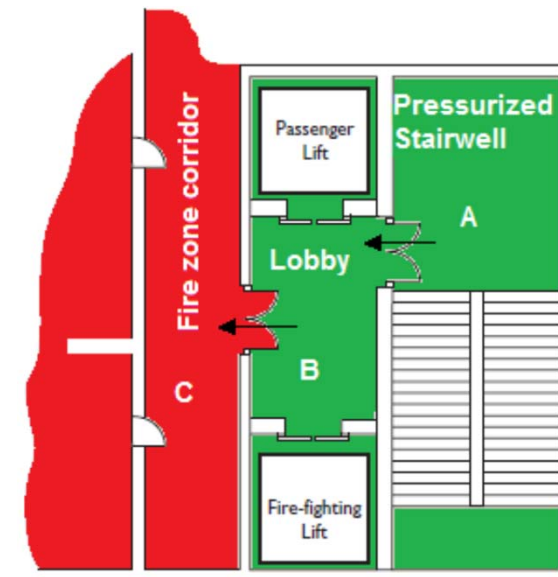 Passenger
Lift
Pressurized
Stairwell
A
Fire zone corridor
Lobby
B
C
Fire-fighting
Lift